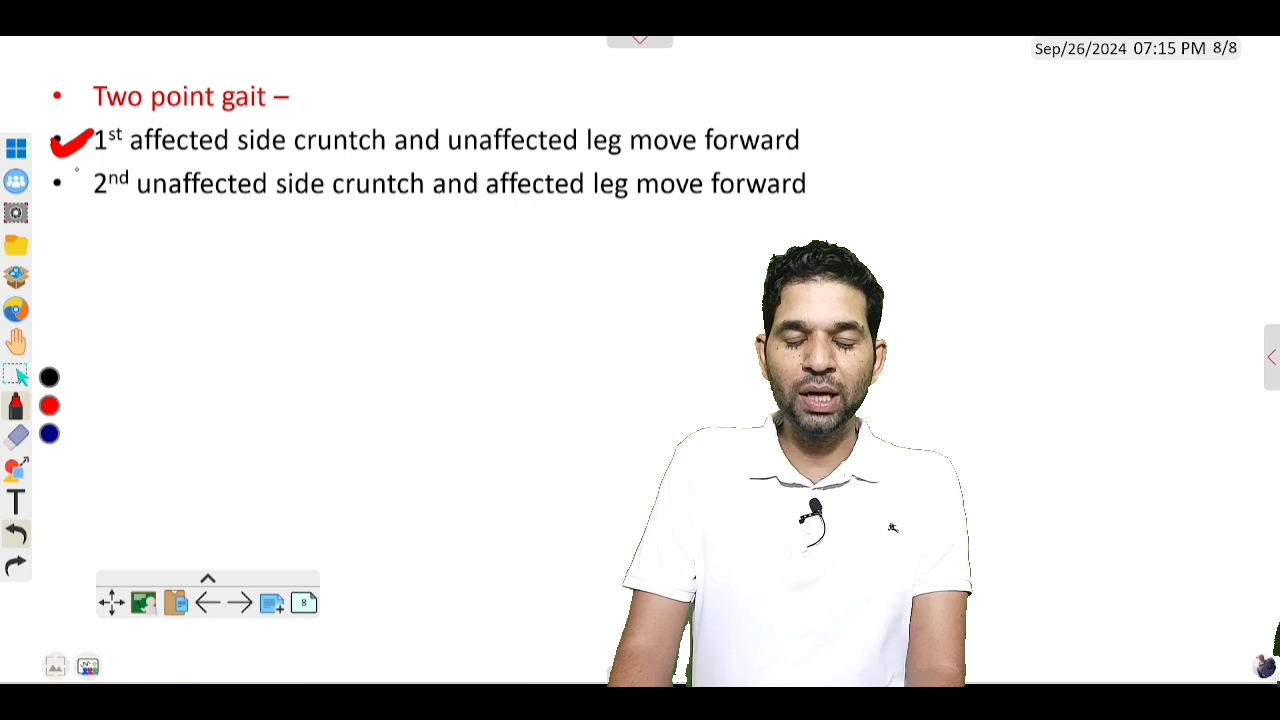 Sep/26/2024 07:15 PM 8/8
• Two point gait –
• 1st affected side cruntch and unaffected leg move forward
• 2nd unaffected side cruntch and affected leg move forward
T
8